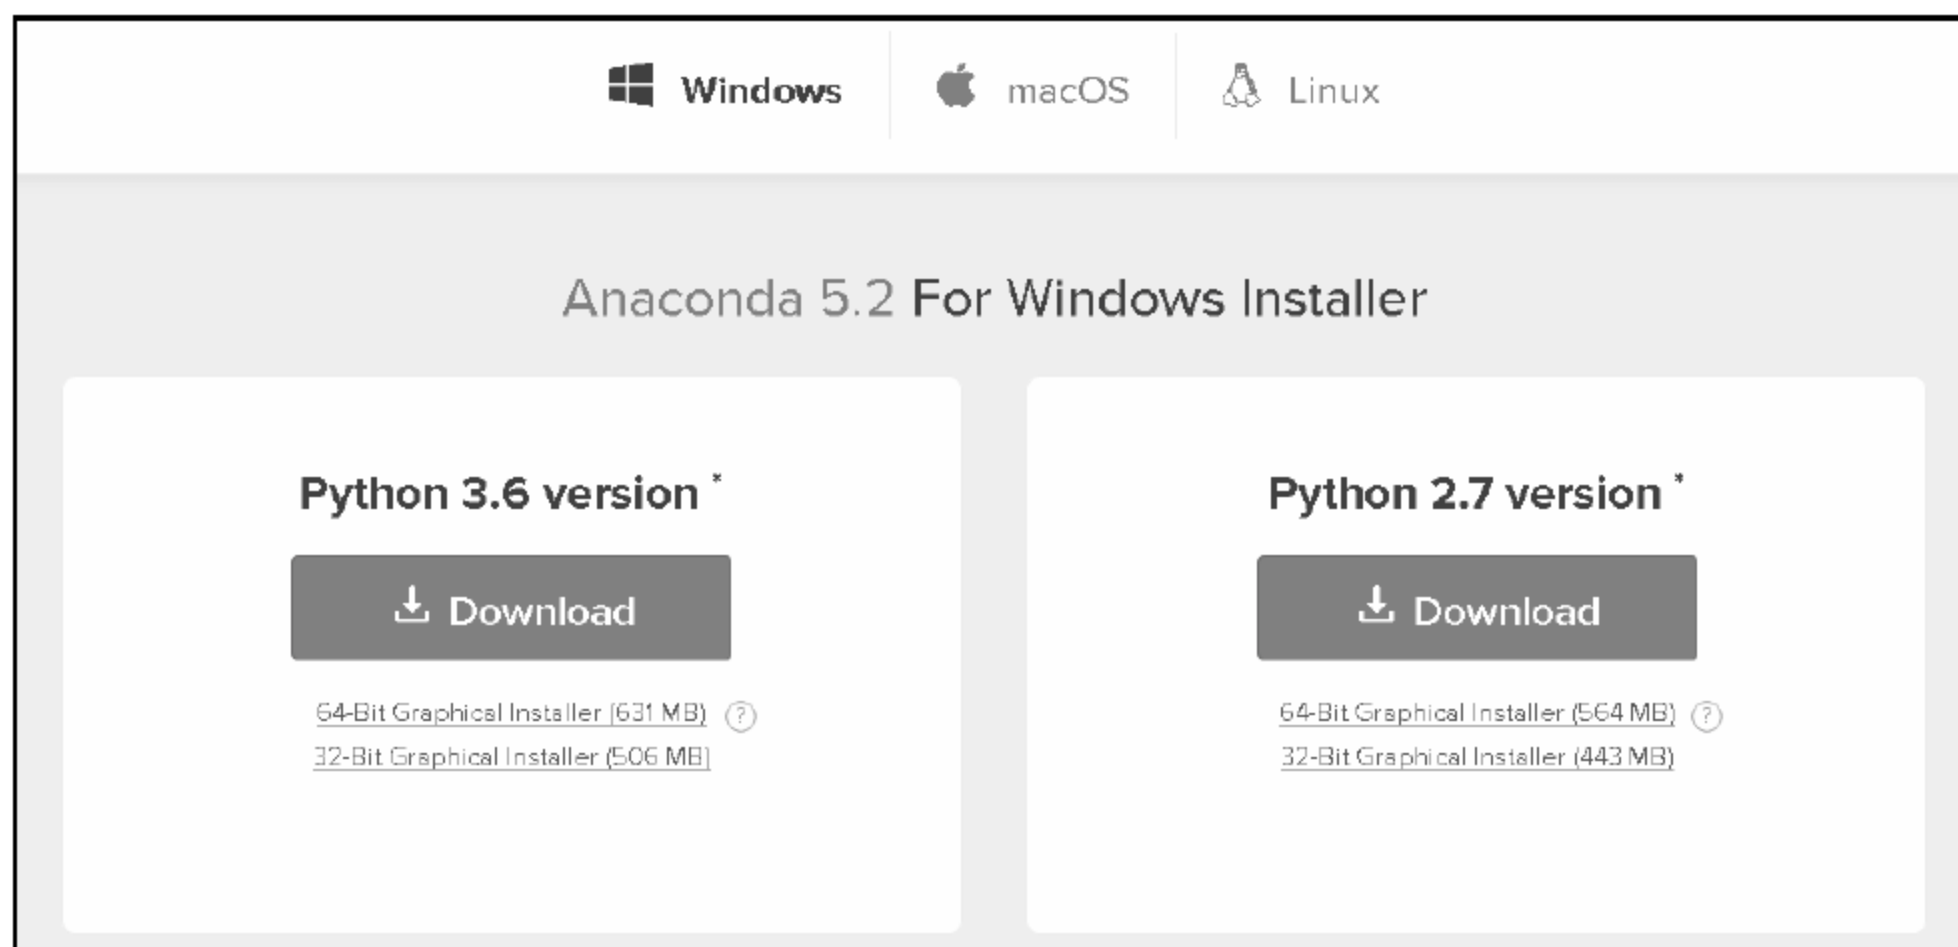 Windows
macOS
Linux
Anaconda 5.2 For Windows Installer
Python 3.6 version *
Download
64-Bit Graphical Installer (631 MB) ?
32-Bit Graphical Installer (506 MB)
Python 2.7 version *
Download
64-Bit Graphical Installer (564 MB) ?
32-Bit Graphical Installer (443 MB)